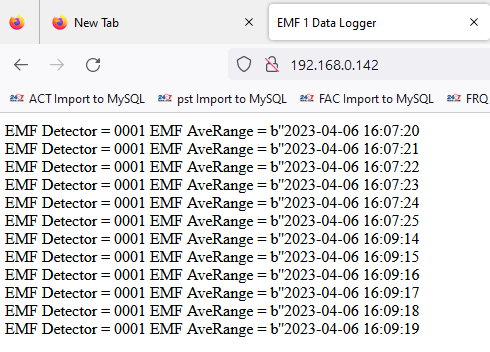 New Tab
EMF 1 Data Logger
192.168.0.142
ACT Import to MySQL pst Import to MySQL FAC Import to MySQL FRQ
EMF Detector = 0001 EMF AveRange = b''2023-04-06 16:07:20
EMF Detector = 0001 EMF AveRange = b''2023-04-06 16:07:21
EMF Detector = 0001 EMF AveRange = b''2023-04-06 16:07:22
EMF Detector = 0001 EMF AveRange = b''2023-04-06 16:07:23
EMF Detector = 0001 EMF AveRange = b''2023-04-06 16:07:24
EMF Detector = 0001 EMF AveRange = b''2023-04-06 16:07:25
EMF Detector = 0001 EMF AveRange = b''2023-04-06 16:09:14
EMF Detector = 0001 EMF AveRange = b''2023-04-06 16:09:15
EMF Detector = 0001 EMF AveRange = b''2023-04-06 16:09:16
EMF Detector = 0001 EMF AveRange = b''2023-04-06 16:09:17
EMF Detector = 0001 EMF AveRange = b''2023-04-06 16:09:18
EMF Detector = 0001 EMF AveRange = b''2023-04-06 16:09:19